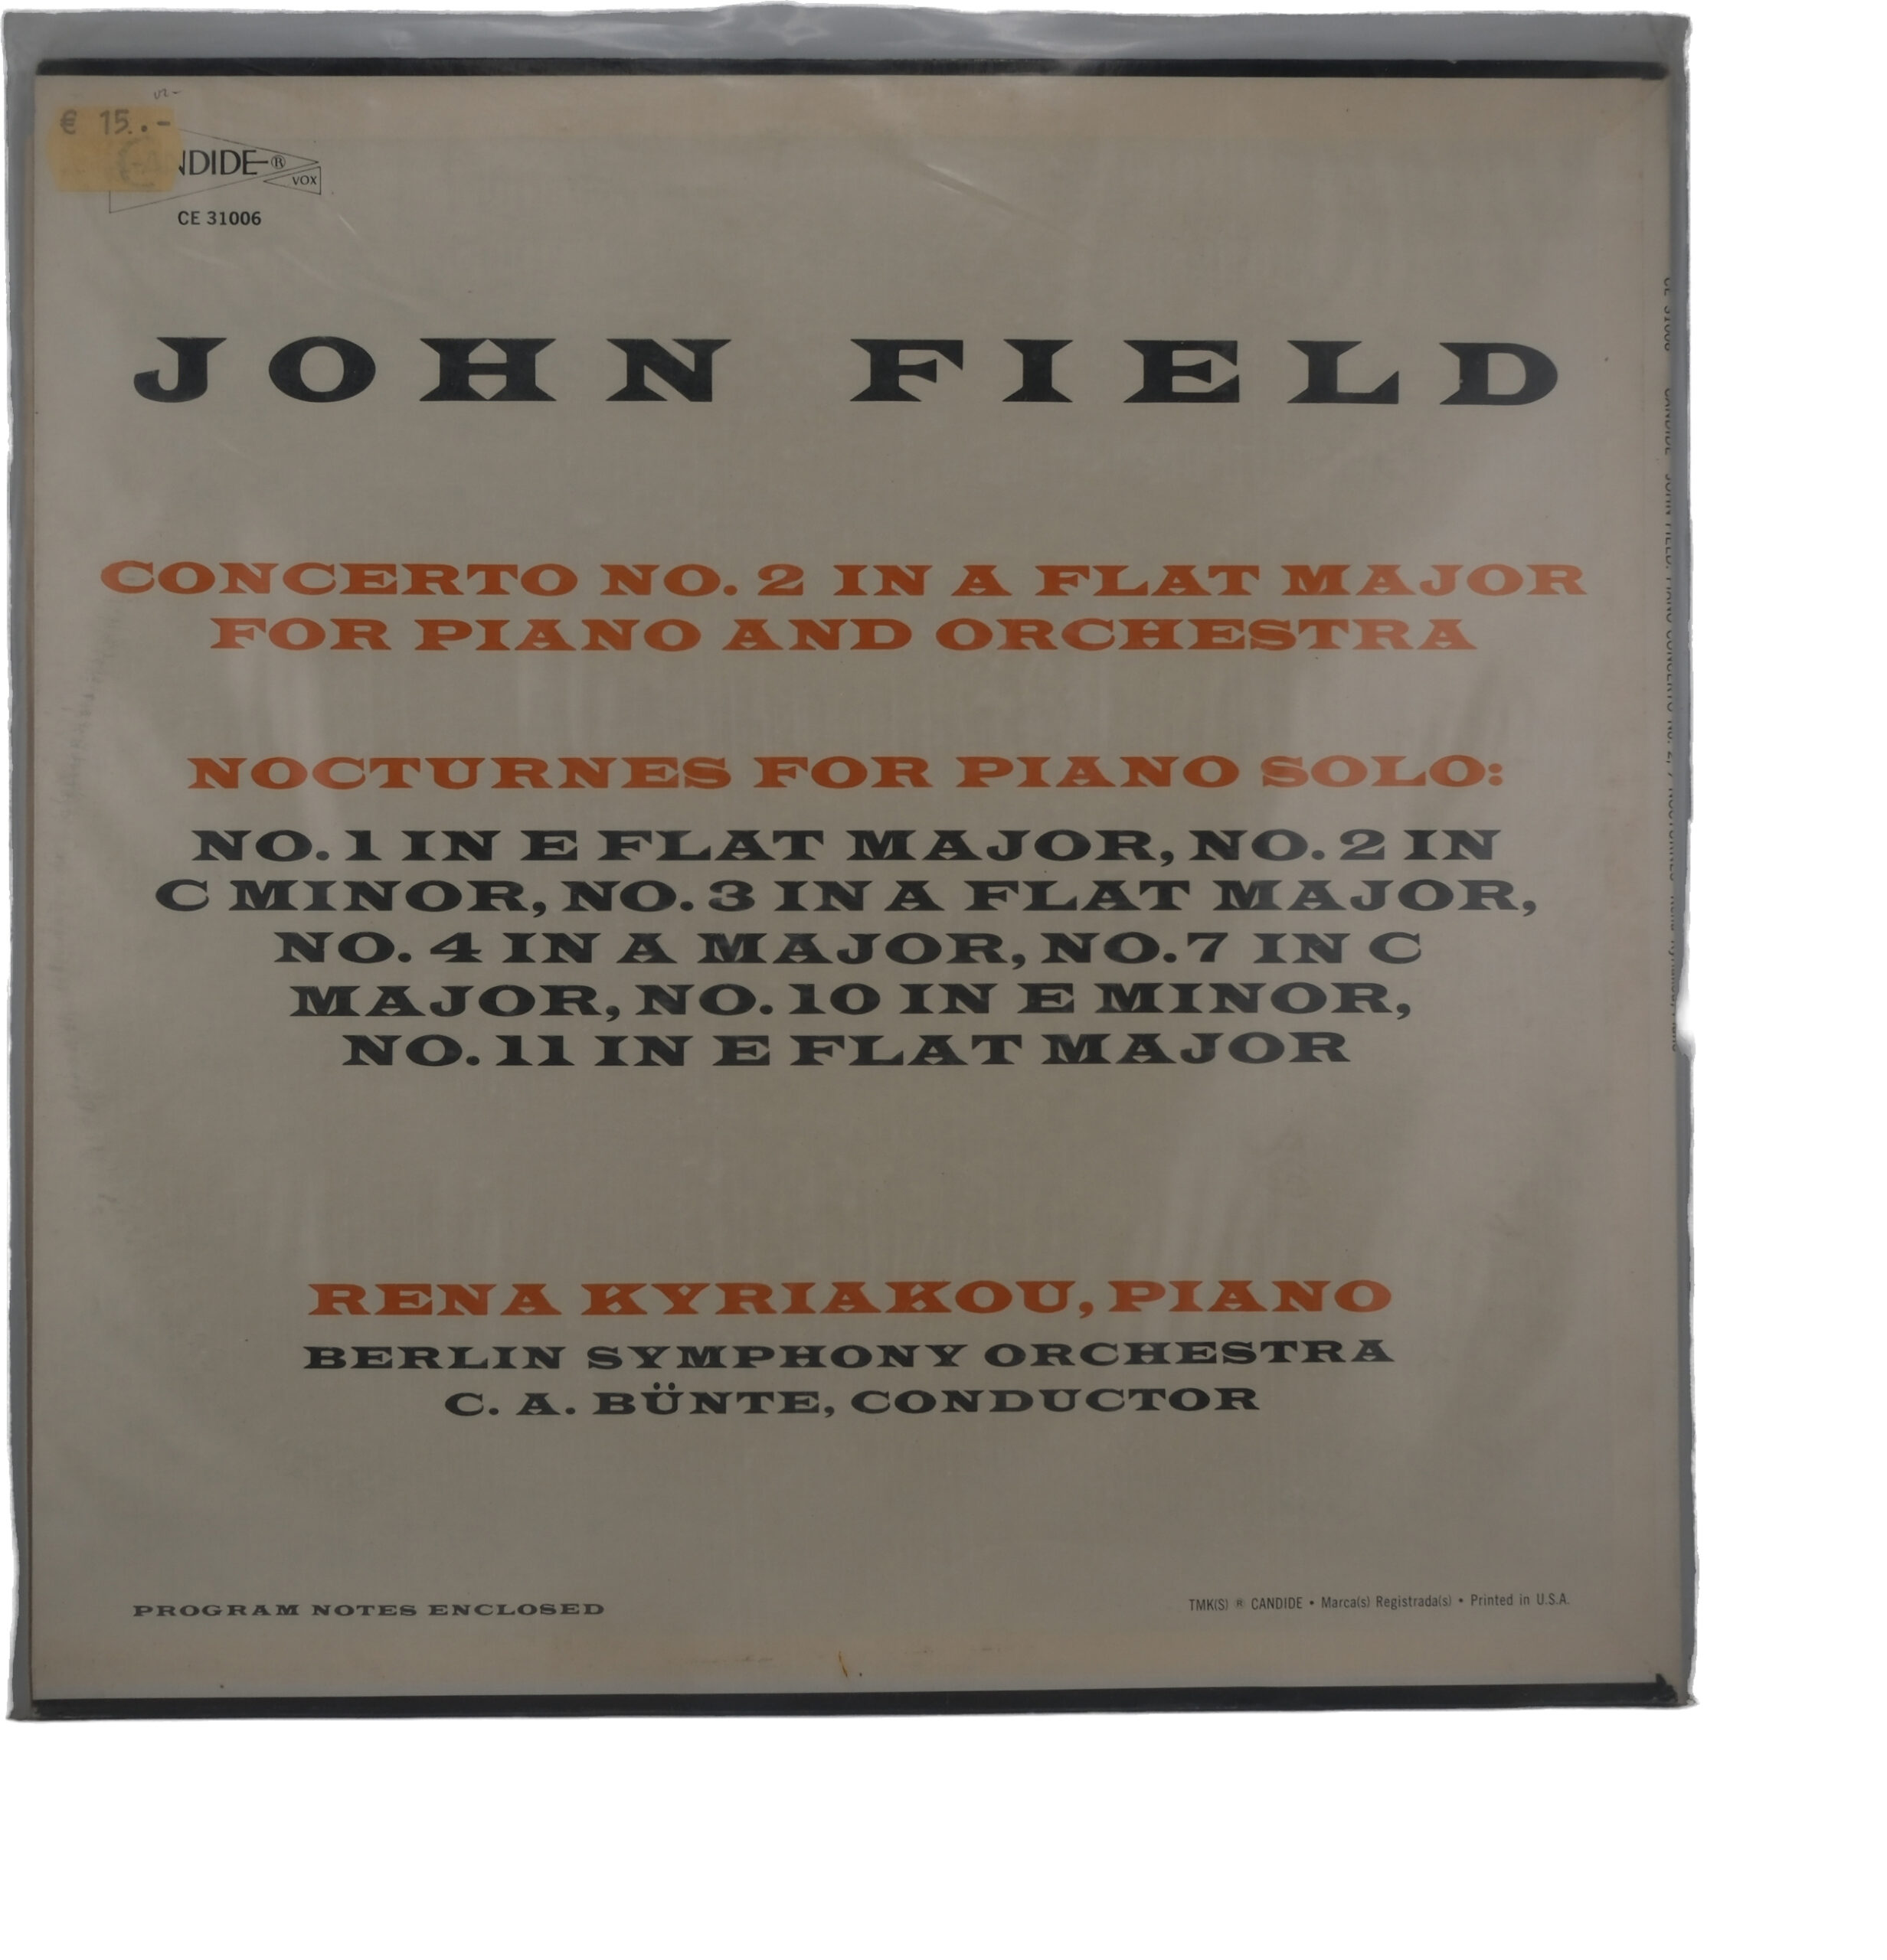 € 15.-
NDIDE®
VOX
CE 31006
JOHN FIELD
CONCERTO NO. 2 IN A FLAT MAJOR
FOR PIANO AND ORCHESTRA
NOCTURNES FOR PIANO SOLO:
NO. 1 IN E FLAT MAJOR, NO. 2 IN
C MINOR, NO. 3 IN A FLAT MAJOR,
NO. 4 IN A MAJOR, NO. 7 IN C
MAJOR, NO. 10 IN E MINOR,
NO. 11 IN E FLAT MAJOR
RENA KYRIAKOU, PIANO
BERLIN SYMPHONY ORCHESTRA
C. A. BÜNTE, CONDUCTOR
PROGRAM NOTES ENCLOSED
TMK(S) ® CANDIDE • Marca(s) Registrada(s) • Printed in U.S.A.